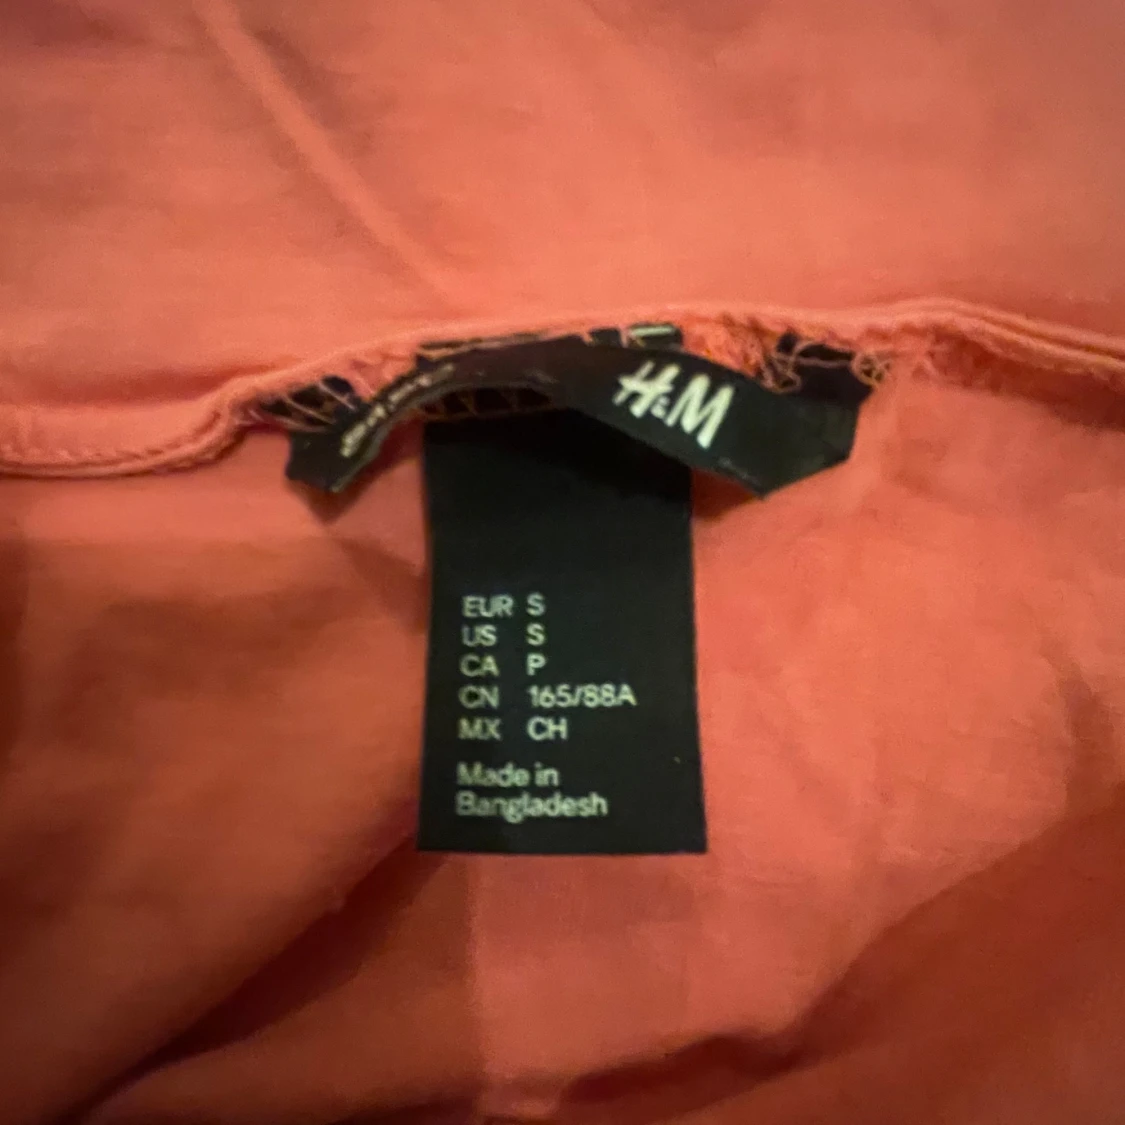 H&M
EUR S
US S
CA P
CN 165/88A
MX CH
Made in
Bangladesh